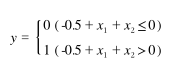 y = { 0 (-0.5 + x₁ + x₂ ≤ 0)
1 (-0.5 + x₁ + x₂ > 0)